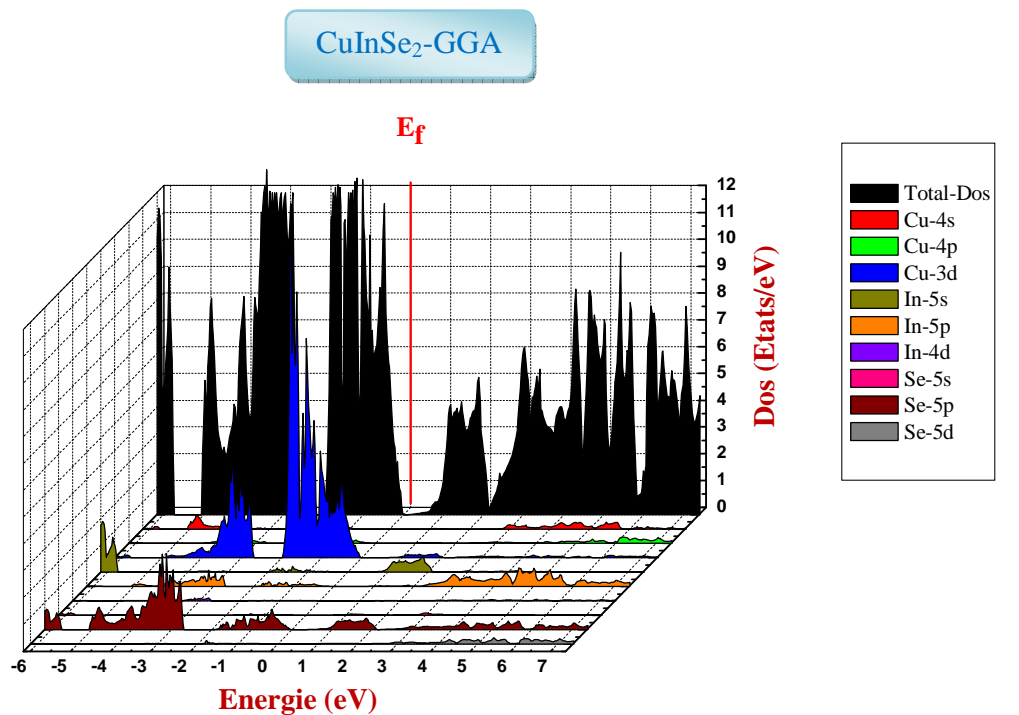 CuInSe₂-GGA
Ef
12
11
10
9
8
7
6
5
4
3
2
1
0
Dos (Etats/eV)
-6 -5 -4 -3 -2 -1 0 1 2 3 4 5 6 7
Energie (eV)
Total-Dos
Cu-4s
Cu-4p
Cu-3d
In-5s
In-5p
In-4d
Se-5s
Se-5p
Se-5d